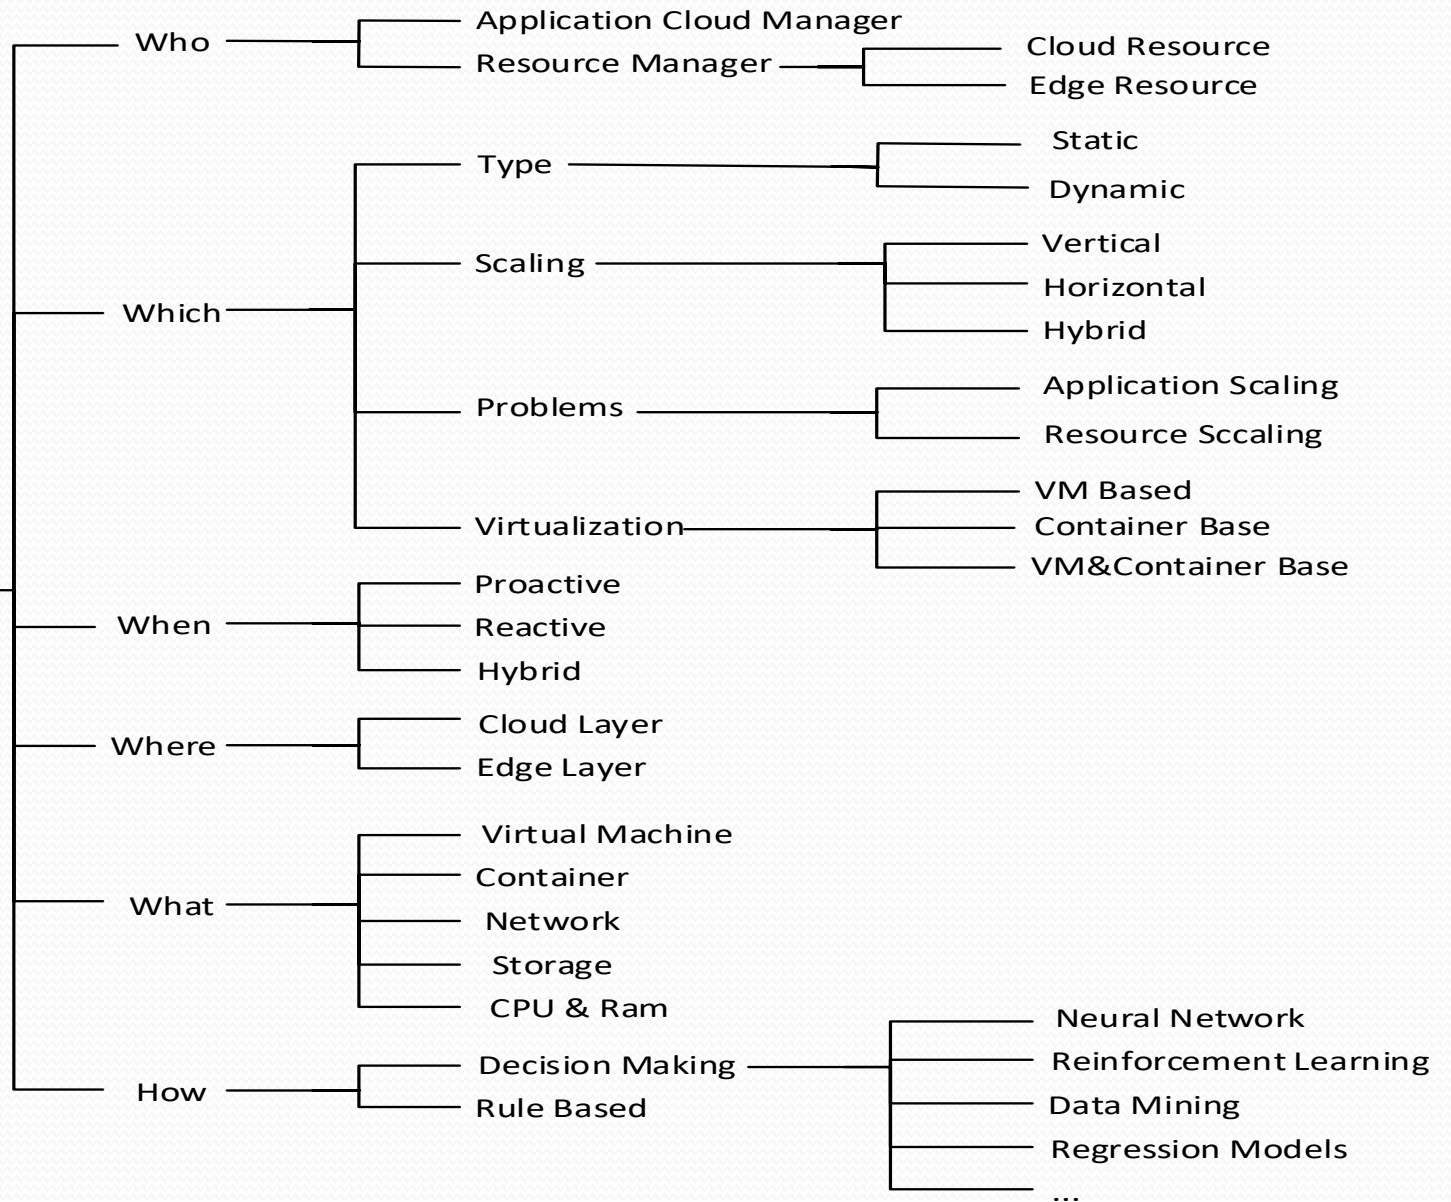 Who
Application Cloud Manager
Resource Manager
Cloud Resource
Edge Resource
Which
Type
Static
Dynamic
Scaling
Vertical
Horizontal
Hybrid
Problems
Application Scaling
Resource Sccaling
Virtualization
VM Based
Container Base
VM&Container Base
When
Proactive
Reactive
Hybrid
Where
Cloud Layer
Edge Layer
What
Virtual Machine
Container
Network
Storage
CPU & Ram
How
Decision Making
Neural Network
Reinforcement Learning
Data Mining
Regression Models
...
Rule Based